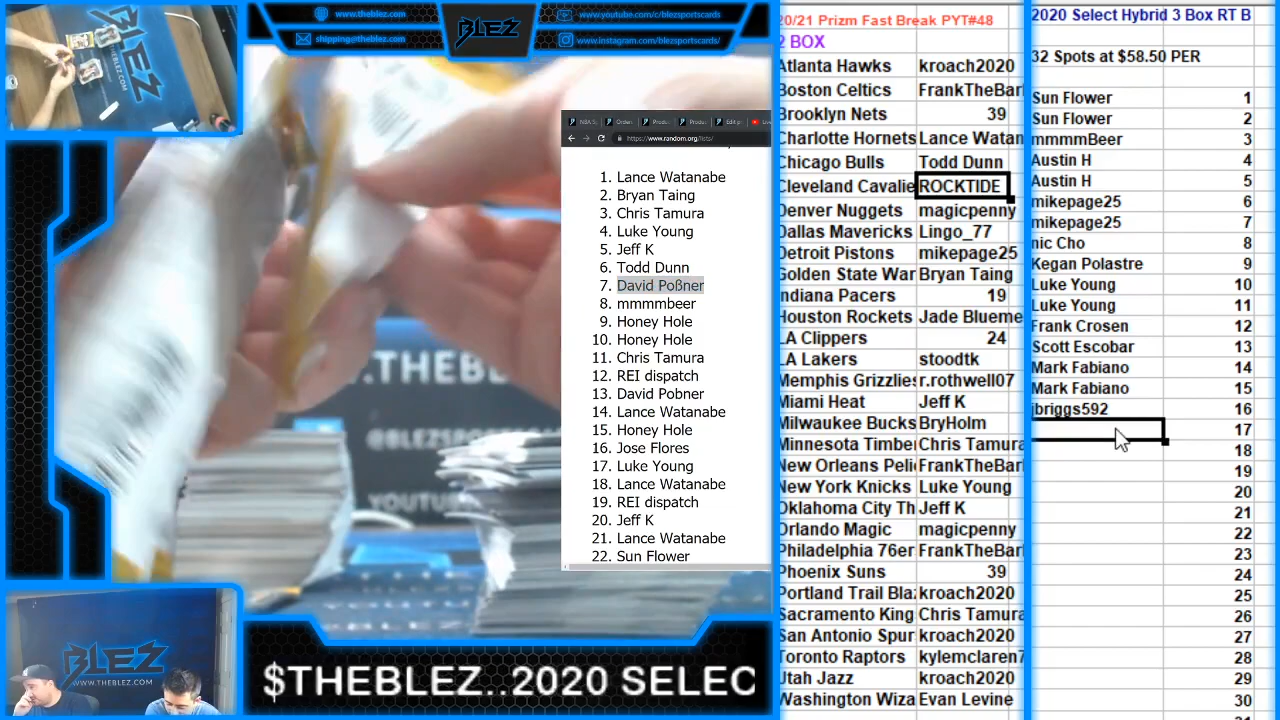 www.theblez.com
shipping@theblez.com
BLEZ
www.youtube.com/c/blezsportscards
www.instagram.com/blezsportscards/
https://www.random.org/lists/
1. Lance Watanabe
2. Bryan Taing
3. Chris Tamura
4. Luke Young
5. Jeff K
6. Todd Dunn
7. David Poßner
8. mmmmbeer
9. Honey Hole
10. Honey Hole
11. Chris Tamura
12. REI dispatch
13. David Pobner
14. Lance Watanabe
15. Honey Hole
16. Jose Flores
17. Luke Young
18. Lance Watanabe
19. REI dispatch
20. Jeff K
21. Lance Watanabe
22. Sun Flower
20/21 Prizm Fast Break PYT#48
2 BOX
Atlanta Hawks kroach2020
Boston Celtics FrankTheBar
Brooklyn Nets 39
Charlotte Hornets Lance Watan
Chicago Bulls Todd Dunn
Cleveland Cavalie ROCKTIDE
Denver Nuggets magicpenny
Dallas Mavericks Lingo_77
Detroit Pistons mikepage25
Golden State War Bryan Taing
Indiana Pacers 19
Houston Rockets Jade Blueme
LA Clippers 24
LA Lakers stoodtk
Memphis Grizzlies r.rothwell07
Miami Heat Jeff K
Milwaukee Bucks BryHolm
Minnesota Timbe Chris Tamura
New Orleans Peli FrankTheBar
New York Knicks Luke Young
Oklahoma City Th Jeff K
Orlando Magic magicpenny
Philadelphia 76er FrankTheBar
Phoenix Suns 39
Portland Trail Bla kroach2020
Sacramento King Chris Tamura
San Antonio Spur kroach2020
Toronto Raptors kylemclaren7
Utah Jazz kroach2020
Washington Wiza Evan Levine
2020 Select Hybrid 3 Box RT B
32 Spots at $58.50 PER
Sun Flower 1
Sun Flower 2
mmmmBeer 3
Austin H 4
Austin H 5
mikepage25 6
mikepage25 7
nic Cho 8
Kegan Polastre 9
Luke Young 10
Luke Young 11
Frank Crosen 12
Scott Escobar 13
Mark Fabiano 14
Mark Fabiano 15
jbriggs592 16
17
18
19
20
21
22
23
24
25
26
27
28
29
30
.THEBLEZ.
@BLEZSPORTSC
YOUTUBE
BLEZ
WWW.THEBLEZ.COM
$THEBLEZ..2020 SELEC